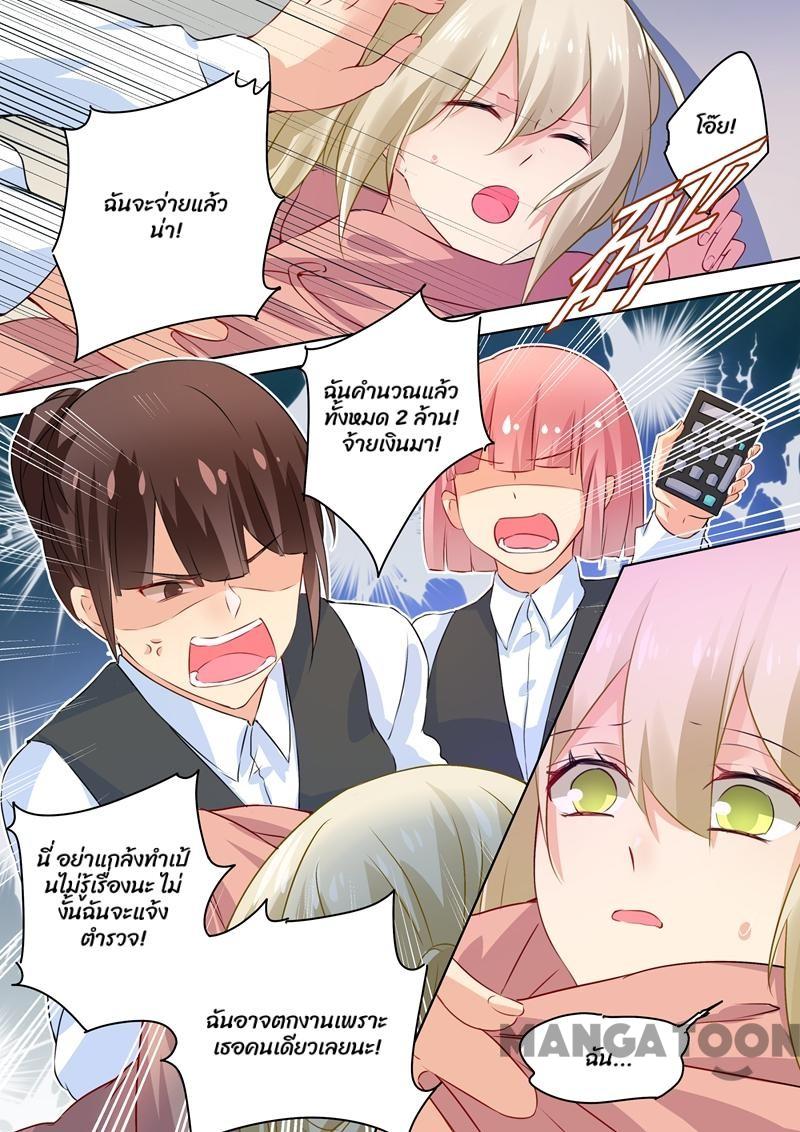 โอ๊ย!
ฉันจะจ่ายแล้ว
น่า!
ฉันคำนวณแล้ว
ทั้งหมด 2 ล้าน!
จ้ายเงินมา!
นี่ อย่าแกล้งทำเป้
นไม่รู้เรื่องนะ ไม่
งั้นฉันจะแจ้ง
ตำรวจ!
ฉันอาจตกงานเพราะ
เธอคนเดียวเลยนะ!
ฉัน...
MANGATOON